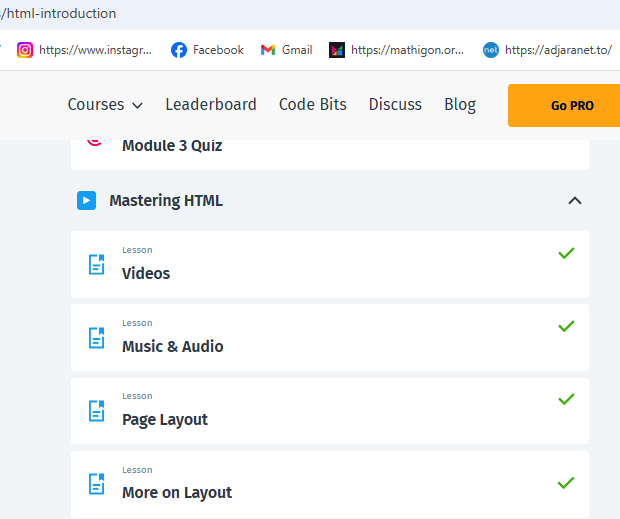 /html-introduction
https://www.instagr... Facebook Gmail https://mathigon.or... https://adjaranet.to/
Courses Leaderboard Code Bits Discuss Blog Go PRO
Module 3 Quiz
Mastering HTML
Lesson
Videos
Lesson
Music & Audio
Lesson
Page Layout
Lesson
More on Layout